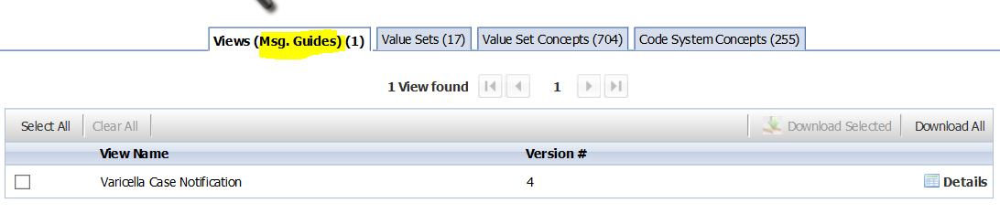 Views (Msg. Guides) (1) Value Sets (17) Value Set Concepts (704) Code System Concepts (255)
1 View found 1
Select All Clear All Download Selected Download All
View Name Version #
Varicella Case Notification 4 Details